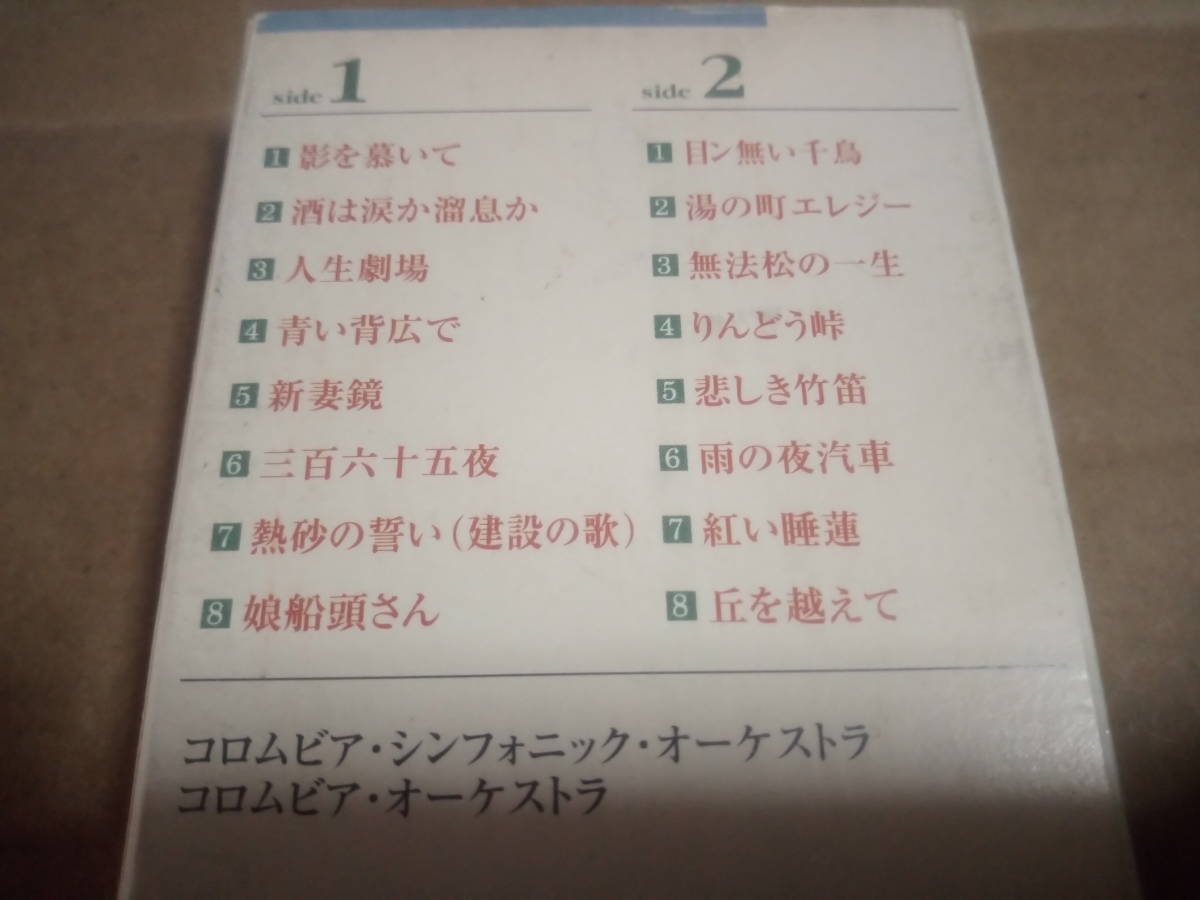 side 1
1 影を慕いて
2 酒は涙か溜息か
3 人生劇場
4 青い背広で
5 新妻鏡
6 三百六十五夜
7 熱砂の誓い(建設の歌)
8 娘船頭さん
side 2
1 目ン無い千鳥
2 湯の町エレジー
3 無法松の一生
4 りんどう峠
5 悲しき竹笛
6 雨の夜汽車
7 紅い睡蓮
8 丘を越えて
コロムビア・シンフォニック・オーケストラ
コロムビア・オーケストラ